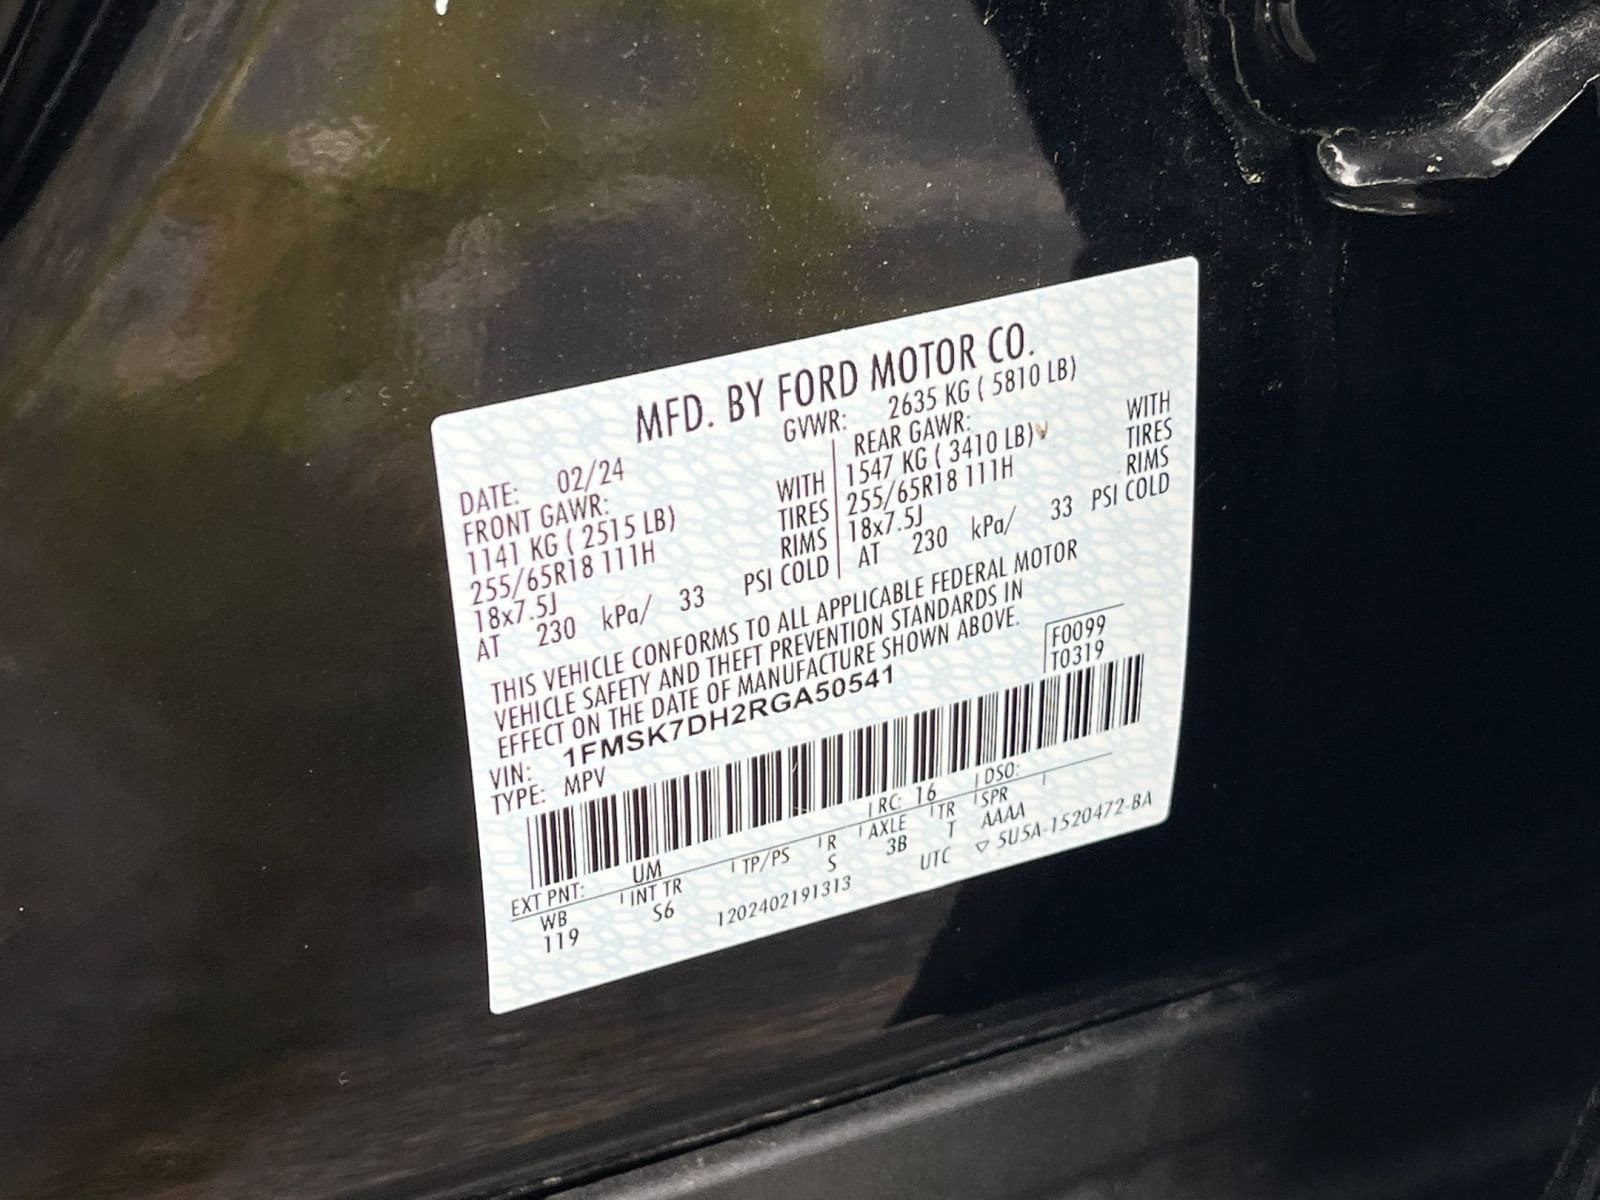 MFD. BY FORD MOTOR CO.
DATE: 02/24 GVWR: 2635 KG ( 5810 LB)
FRONT GAWR: REAR GAWR:
1141 KG ( 2515 LB) WITH 1547 KG ( 3410 LB) WITH
255/65R18 111H TIRES 255/65R18 111H TIRES
18x7.5J RIMS 18x7.5J RIMS
AT 230 kPa/ 33 PSI COLD AT 230 kPa/ 33 PSI COLD
THIS VEHICLE CONFORMS TO ALL APPLICABLE FEDERAL MOTOR
VEHICLE SAFETY AND THEFT PREVENTION STANDARDS IN
EFFECT ON THE DATE OF MANUFACTURE SHOWN ABOVE.
F0099
T0319
VIN: 1FMSK7DH2RGA50541
TYPE: MPV
EXT PNT: UM RC: 16 DSO:
WB INT TR TP/PS R AXLE TR SPR
119 S6 S 3B T AAAA
1202402191313 UTC ▽ 5U5A-1520472-BA